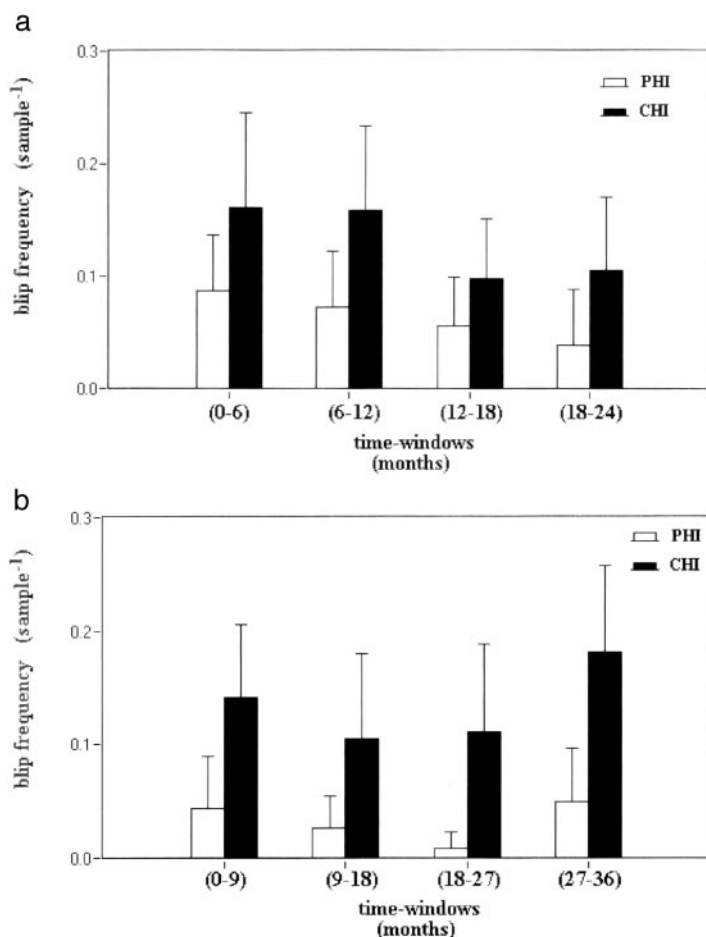 a
0.3
PHI
CHI
0.2
0.1
0.0
blip frequency (sample⁻¹)
(0-6) (6-12) (12-18) (18-24)
time-windows
(months)
b
0.3
PHI
CHI
0.2
0.1
0.0
blip frequency (sample⁻¹)
(0-9) (9-18) (18-27) (27-36)
time-windows
(months)